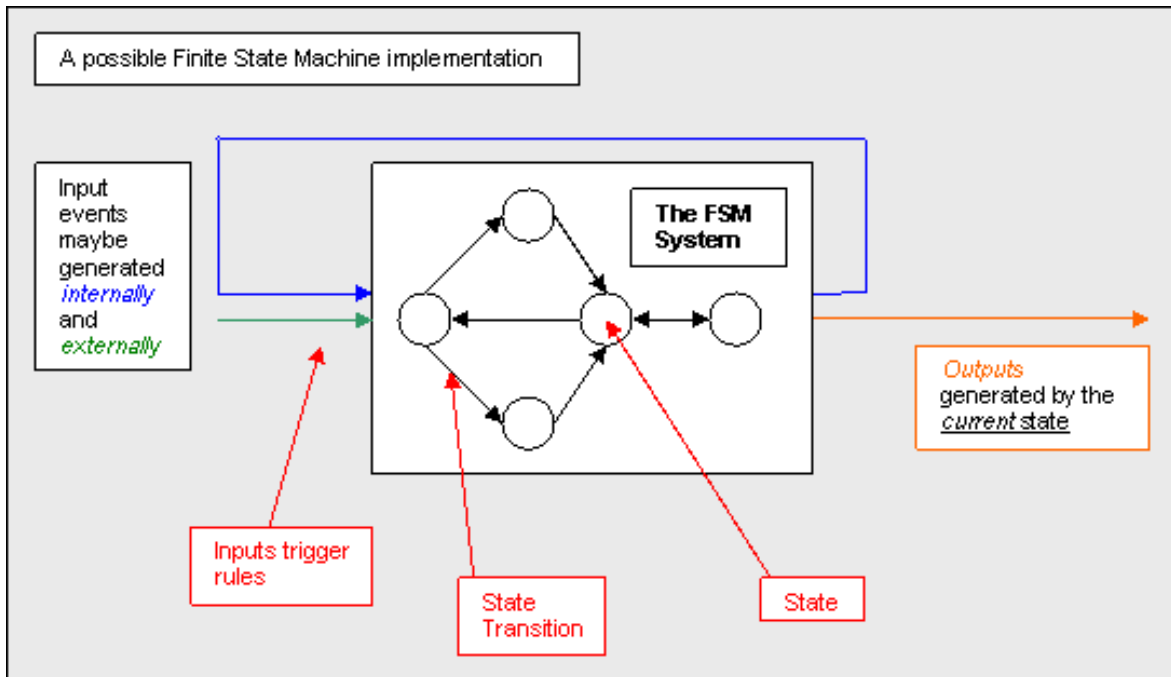 A possible Finite State Machine implementation
Input
events
maybe
generated
internally
and
externally
The FSM
System
Outputs
generated by the
current state
Inputs trigger
rules
State
Transition
State